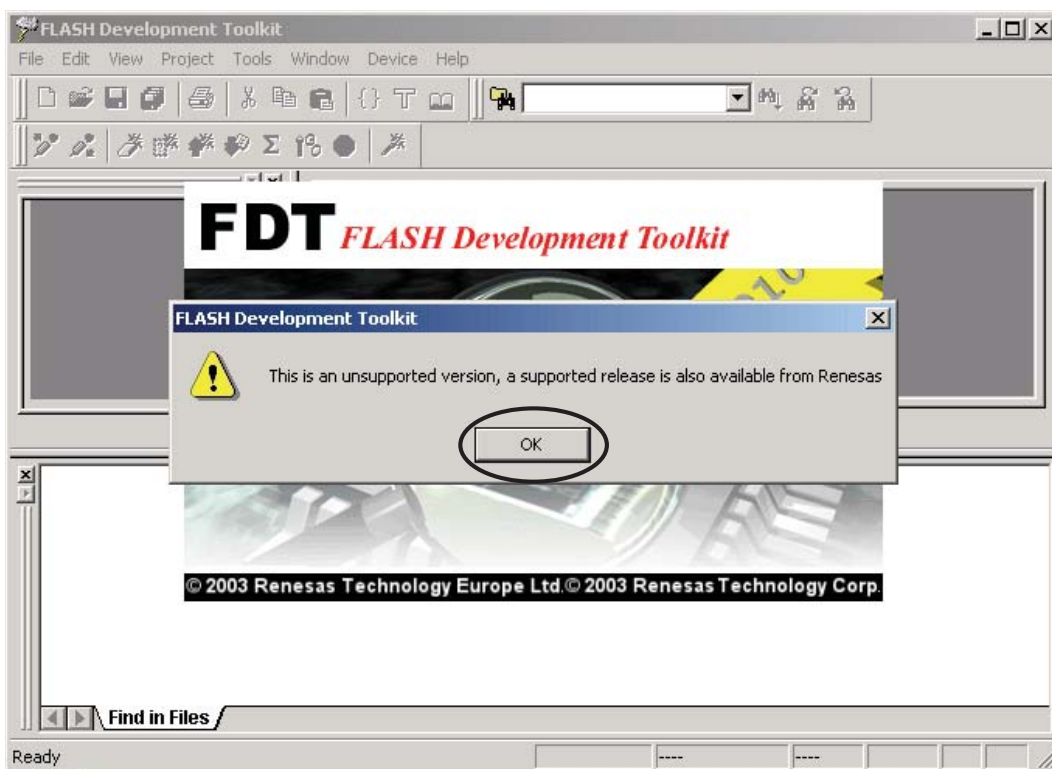 FLASH Development Toolkit
File Edit View Project Tools Window Device Help
FDT FLASH Development Toolkit
FLASH Development Toolkit
This is an unsupported version, a supported release is also available from Renesas
OK
© 2003 Renesas Technology Europe Ltd.© 2003 Renesas Technology Corp.
Find in Files
Ready ---- ----